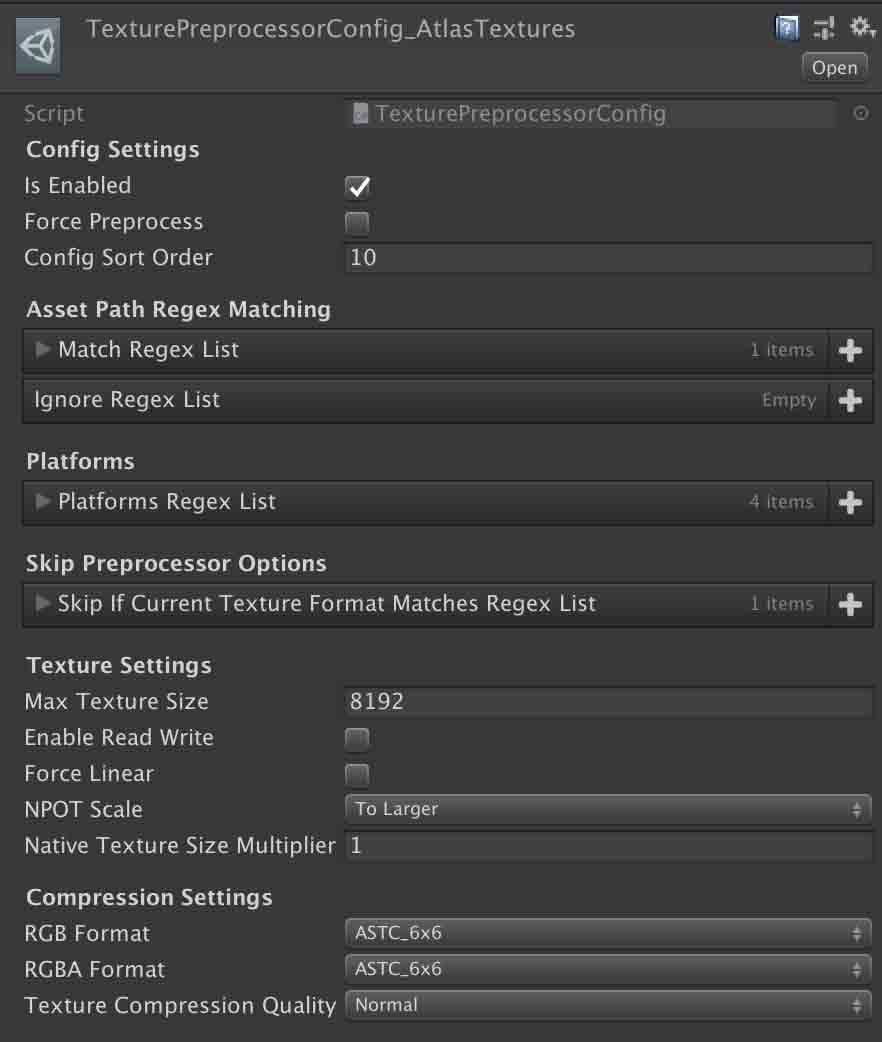 TexturePreprocessorConfig_AtlasTextures
Open
Script TexturePreprocessorConfig
Config Settings
Is Enabled
Force Preprocess
Config Sort Order 10
Asset Path Regex Matching
Match Regex List 1 items
Ignore Regex List Empty
Platforms
Platforms Regex List 4 items
Skip Preprocessor Options
Skip If Current Texture Format Matches Regex List 1 items
Texture Settings
Max Texture Size 8192
Enable Read Write
Force Linear
NPOT Scale To Larger
Native Texture Size Multiplier 1
Compression Settings
RGB Format ASTC_6x6
RGBA Format ASTC_6x6
Texture Compression Quality Normal